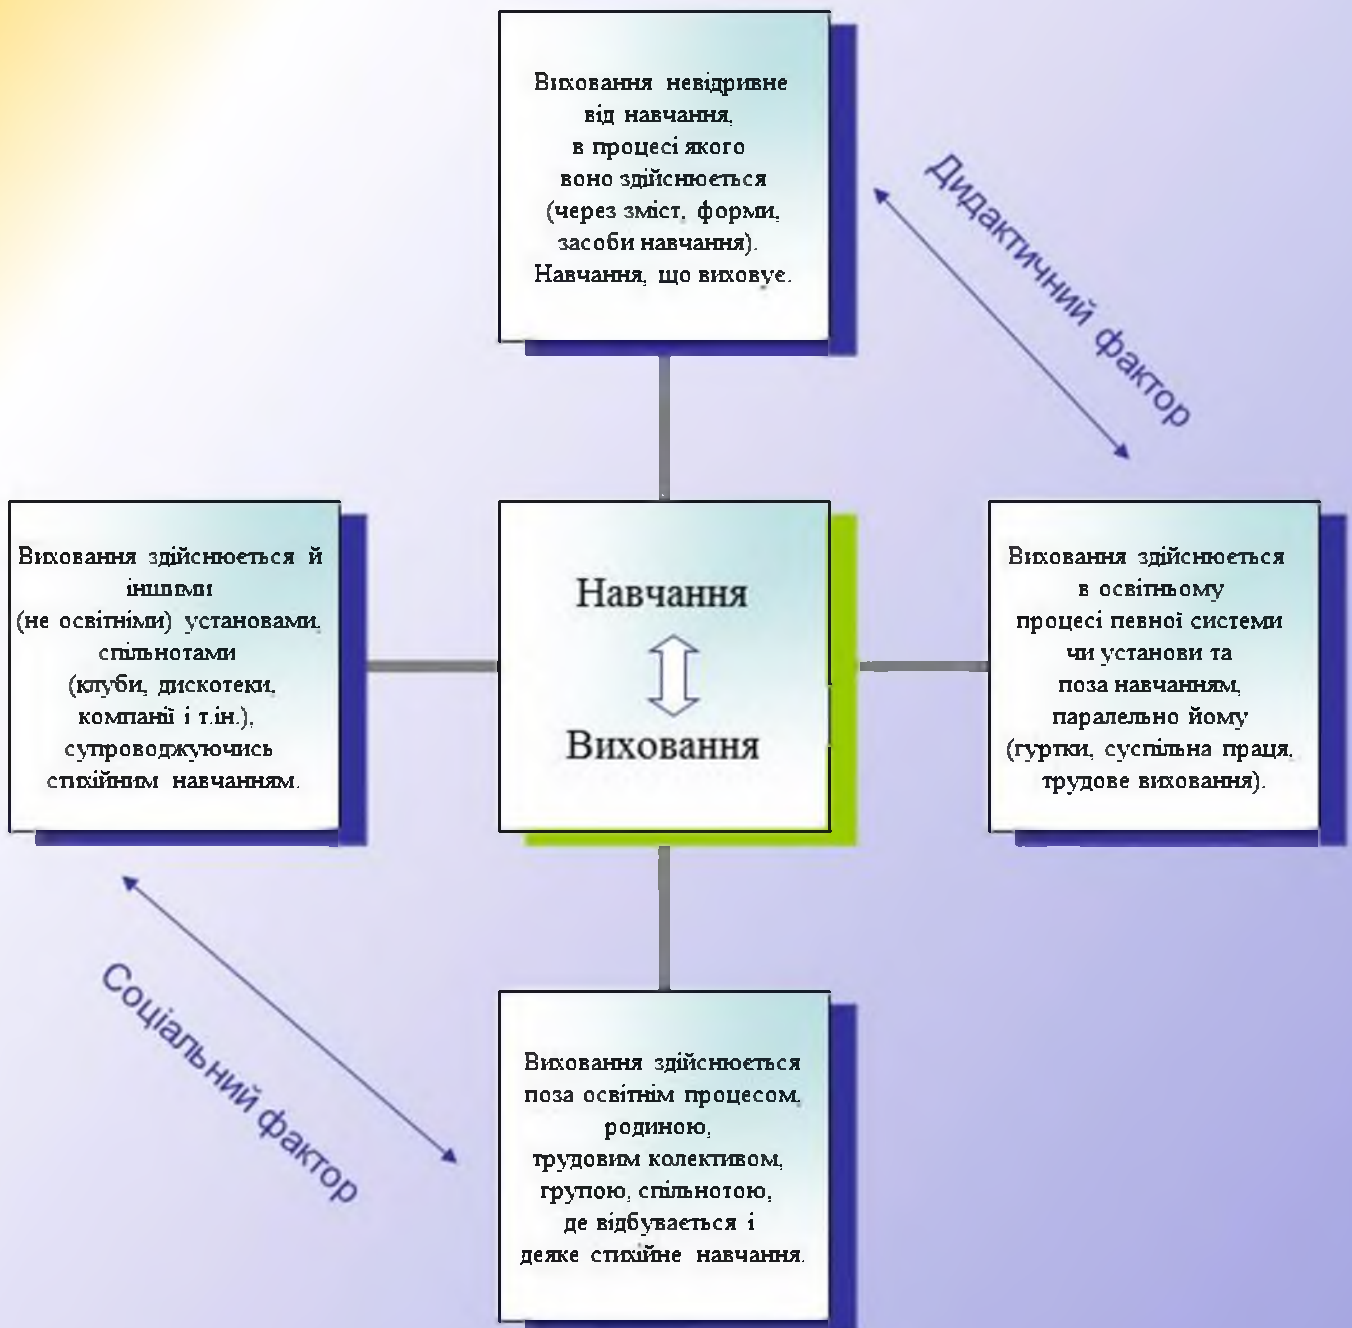 Виховання невідривне
від навчання,
в процесі якого
воно здійснюється
(через зміст, форми,
засоби навчання).
Навчання, що виховує.
Дидактичний фактор
Виховання здійснюється й
іншими
(не освітніми) установами,
спільнотами
(клуби, дискотеки,
компанії і т.ін.),
супроводжуючись
стихійним навчанням.
Навчання
Виховання
Виховання здійснюється
в освітньому
процесі певної системи
чи установи та
поза навчанням,
паралельно йому
(гуртки, суспільна праця,
трудове виховання).
Соціальний фактор
Виховання здійснюється
поза освітнім процесом,
родиною,
трудовим колективом,
групою, спільнотою,
де відбувається і
деяке стихійне навчання.